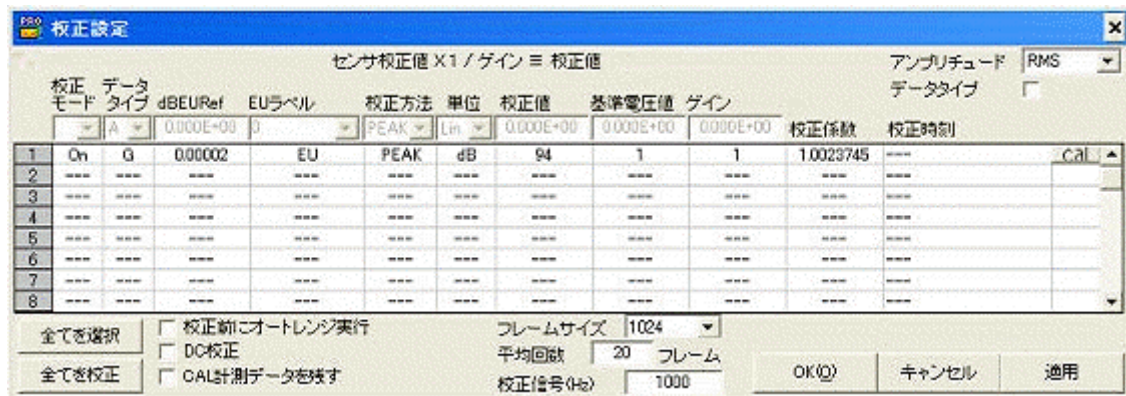 PRO 校正設定
センサ校正値 X 1 / ゲイン ≡ 校正値
アンプリチュード RMS
データタイプ
校正モード データタイプ dBEURef EUラベル 校正方法 単位 校正値 基準電圧値 ゲイン 校正係数 校正時刻
A 0.000E+00 0 PEAK Lin 0.000E+00 0.000E+00 0.000E+00
1 On G 0.00002 EU PEAK dB 94 1 1 1.0023745 --- cal
2 --- --- --- --- --- --- --- --- --- --- ---
3 --- --- --- --- --- --- --- --- --- --- ---
4 --- --- --- --- --- --- --- --- --- --- ---
5 --- --- --- --- --- --- --- --- --- --- ---
6 --- --- --- --- --- --- --- --- --- --- ---
7 --- --- --- --- --- --- --- --- --- --- ---
8 --- --- --- --- --- --- --- --- --- --- ---
全てを選択
全てを校正
校正前にオートレンジ実行
DC校正
CAL計測データを残す
フレームサイズ 1024
平均回数 20 フレーム
校正信号(Hz) 1000
OK(O) キャンセル 適用